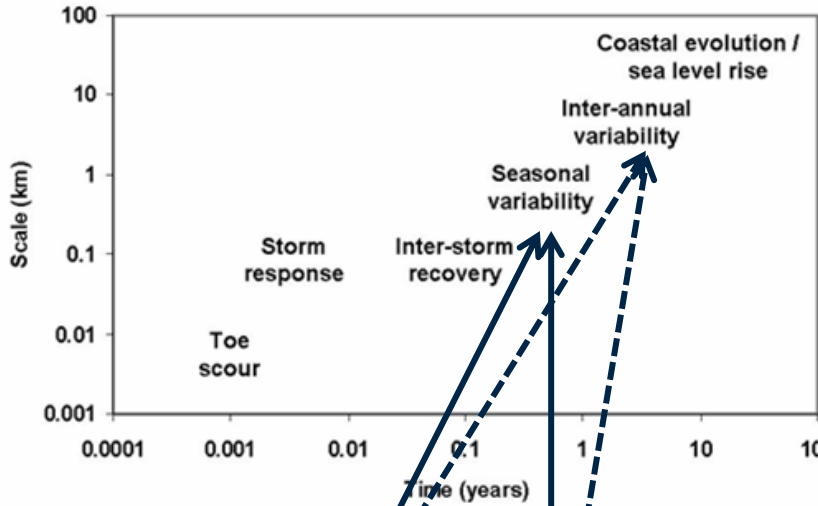 100
Coastal evolution /
sea level rise
10
Inter-annual
variability
Scale (km)
1
Seasonal
variability
0.1
Storm
response
Inter-storm
recovery
0.01
Toe
scour
0.001
0.0001 0.001 0.01 0.1 1 10 10
Time (years)